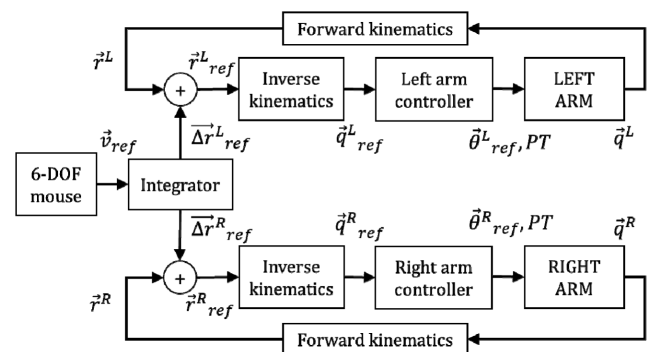 Forward kinematics
r⃗ᴸ
r⃗ᴸ_ref
+
Inverse kinematics
Left arm controller
LEFT ARM
v⃗_ref
Δr⃗ᴸ_ref
q⃗ᴸ_ref
θ⃗ᴸ_ref, PT
q⃗ᴸ
6-DOF mouse
Integrator
Δr⃗ᴿ_ref
q⃗ᴿ_ref
θ⃗ᴿ_ref, PT
q⃗ᴿ
+
Inverse kinematics
Right arm controller
RIGHT ARM
r⃗ᴿ
r⃗ᴿ_ref
Forward kinematics